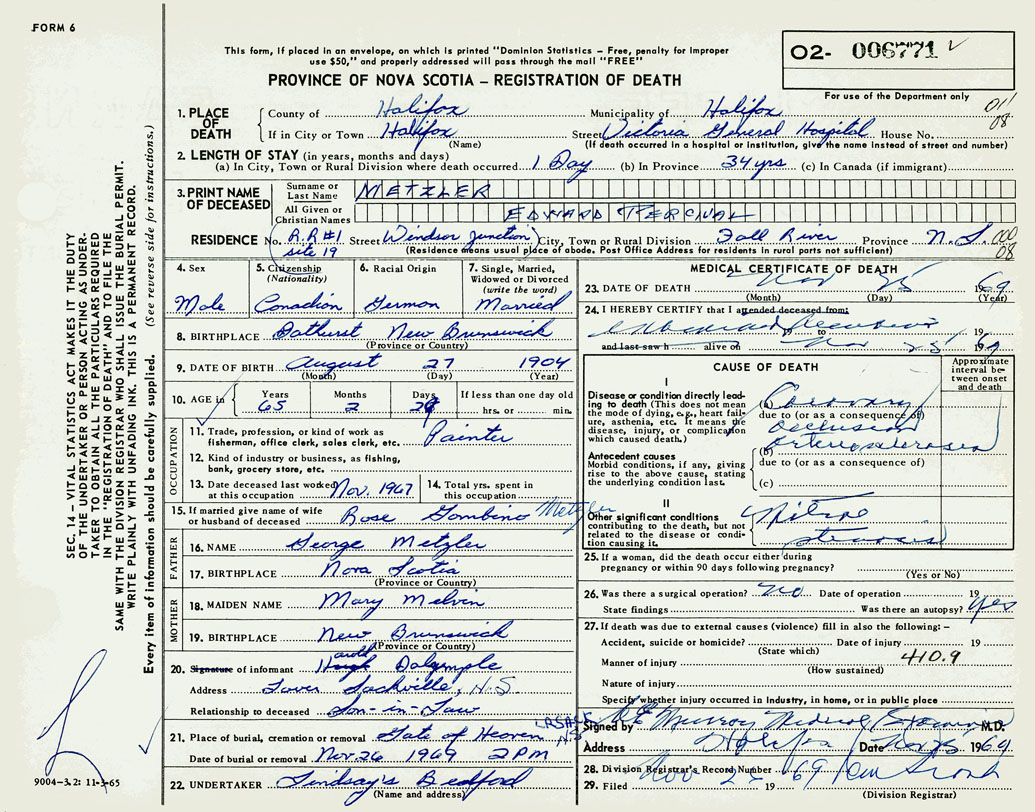 FORM 6
This form, if placed in an envelope, on which is printed "Dominion Statistics – Free, penalty for improper
use $50," and properly addressed will pass through the mail "FREE"
PROVINCE OF NOVA SCOTIA – REGISTRATION OF DEATH
O2- 006771
For use of the Department only
011
08
1. PLACE OF DEATH
County of Halifax Municipality of Halifax
If in City or Town Halifax Street Victoria General Hospital House No.
(Name) (If death occurred in a hospital or institution, give the name instead of street and number)
2. LENGTH OF STAY (in years, months and days)
(a) In City, Town or Rural Division where death occurred 1 Day (b) In Province 34 yrs (c) In Canada (if immigrant)
3. PRINT NAME OF DECEASED
Surname or Last Name METZLER
All Given or Christian Names EDWARD PERCIVAL
RESIDENCE No. R.R #1 site 19 Street Windsor Junction City, Town or Rural Division Fall River Province N.S. 000
08
(Residence means usual place of abode. Post Office Address for residents in rural parts not sufficient)
4. Sex Male
5. Citizenship (Nationality) Canadian
6. Racial Origin German
7. Single, Married, Widowed or Divorced (write the word) Married
8. BIRTHPLACE Bathurst New Brunswick
(Province or Country)
9. DATE OF BIRTH August 27 1904
(Month) (Day) (Year)
10. AGE in Years 65 Months 2 Days If less than one day old hrs. or min.
OCCUPATION
11. Trade, profession, or kind of work as fisherman, office clerk, sales clerk, etc. Painter
12. Kind of industry or business, as fishing, bank, grocery store, etc.
13. Date deceased last worked at this occupation Nov. 1967
14. Total yrs. spent in this occupation
15. If married give name of wife or husband of deceased Rose Gambino Metzler
FATHER
16. NAME George Metzler
17. BIRTHPLACE Nova Scotia
(Province or Country)
MOTHER
18. MAIDEN NAME Mary Melvin
19. BIRTHPLACE New Brunswick
(Province or Country)
20. Signature of informant Dalymple
Address Lower Sackville, N.S.
Relationship to deceased Son-in-Law
21. Place of burial, cremation or removal Gate of Heaven
Date of burial or removal Nov. 26 1969 2 PM
22. UNDERTAKER Lindsay's Bedford
(Name and address)
MEDICAL CERTIFICATE OF DEATH
23. DATE OF DEATH Nov 25 1969
(Month) (Day) (Year)
24. I HEREBY CERTIFY that I attended deceased from:
19
and last saw h alive on Nov 25 1969
CAUSE OF DEATH
Approximate interval between onset and death
I
Disease or condition directly leading to death (This does not mean the mode of dying, e.g., heart failure, asthenia, etc. It means the disease, injury, or complication which caused death.)
(a) Coronary
due to (or as a consequence of)
occlusion
Antecedent causes
Morbid conditions, if any, giving rise to the above cause, stating the underlying condition last.
(b) arteriosclerosis
due to (or as a consequence of)
(c)
II
Other significant conditions contributing to the death, but not related to the disease or condition causing it.
Mitral
stenosis
25. If a woman, did the death occur either during pregnancy or within 90 days following pregnancy?
(Yes or No)
26. Was there a surgical operation? No Date of operation 19
State findings Was there an autopsy? Yes
27. If death was due to external causes (violence) fill in also the following: –
Accident, suicide or homicide? Date of injury 19
(State which) 410.9
Manner of injury
(How sustained)
Nature of injury
Specify whether injury occurred in industry, in home, or in public place
Signed by Munroe Medical Examiner M.D.
Address Halifax Date Nov 25 1969
28. Division Registrar's Record Number
29. Filed Nov 19 69
(Division Registrar)
SEC. 14 – VITAL STATISTICS ACT MAKES IT THE DUTY
OF THE UNDERTAKER OR PERSON ACTING AS UNDER-
TAKER TO OBTAIN ALL THE PARTICULARS REQUIRED
IN THE "REGISTRATION OF DEATH" AND TO FILE THE
SAME WITH THE DIVISION REGISTRAR WHO SHALL ISSUE THE BURIAL PERMIT.
WRITE PLAINLY WITH UNFADING INK. THIS IS A PERMANENT RECORD.
Every item of information should be carefully supplied. (See reverse side for instructions.)
9004-3.2: 11-3-65